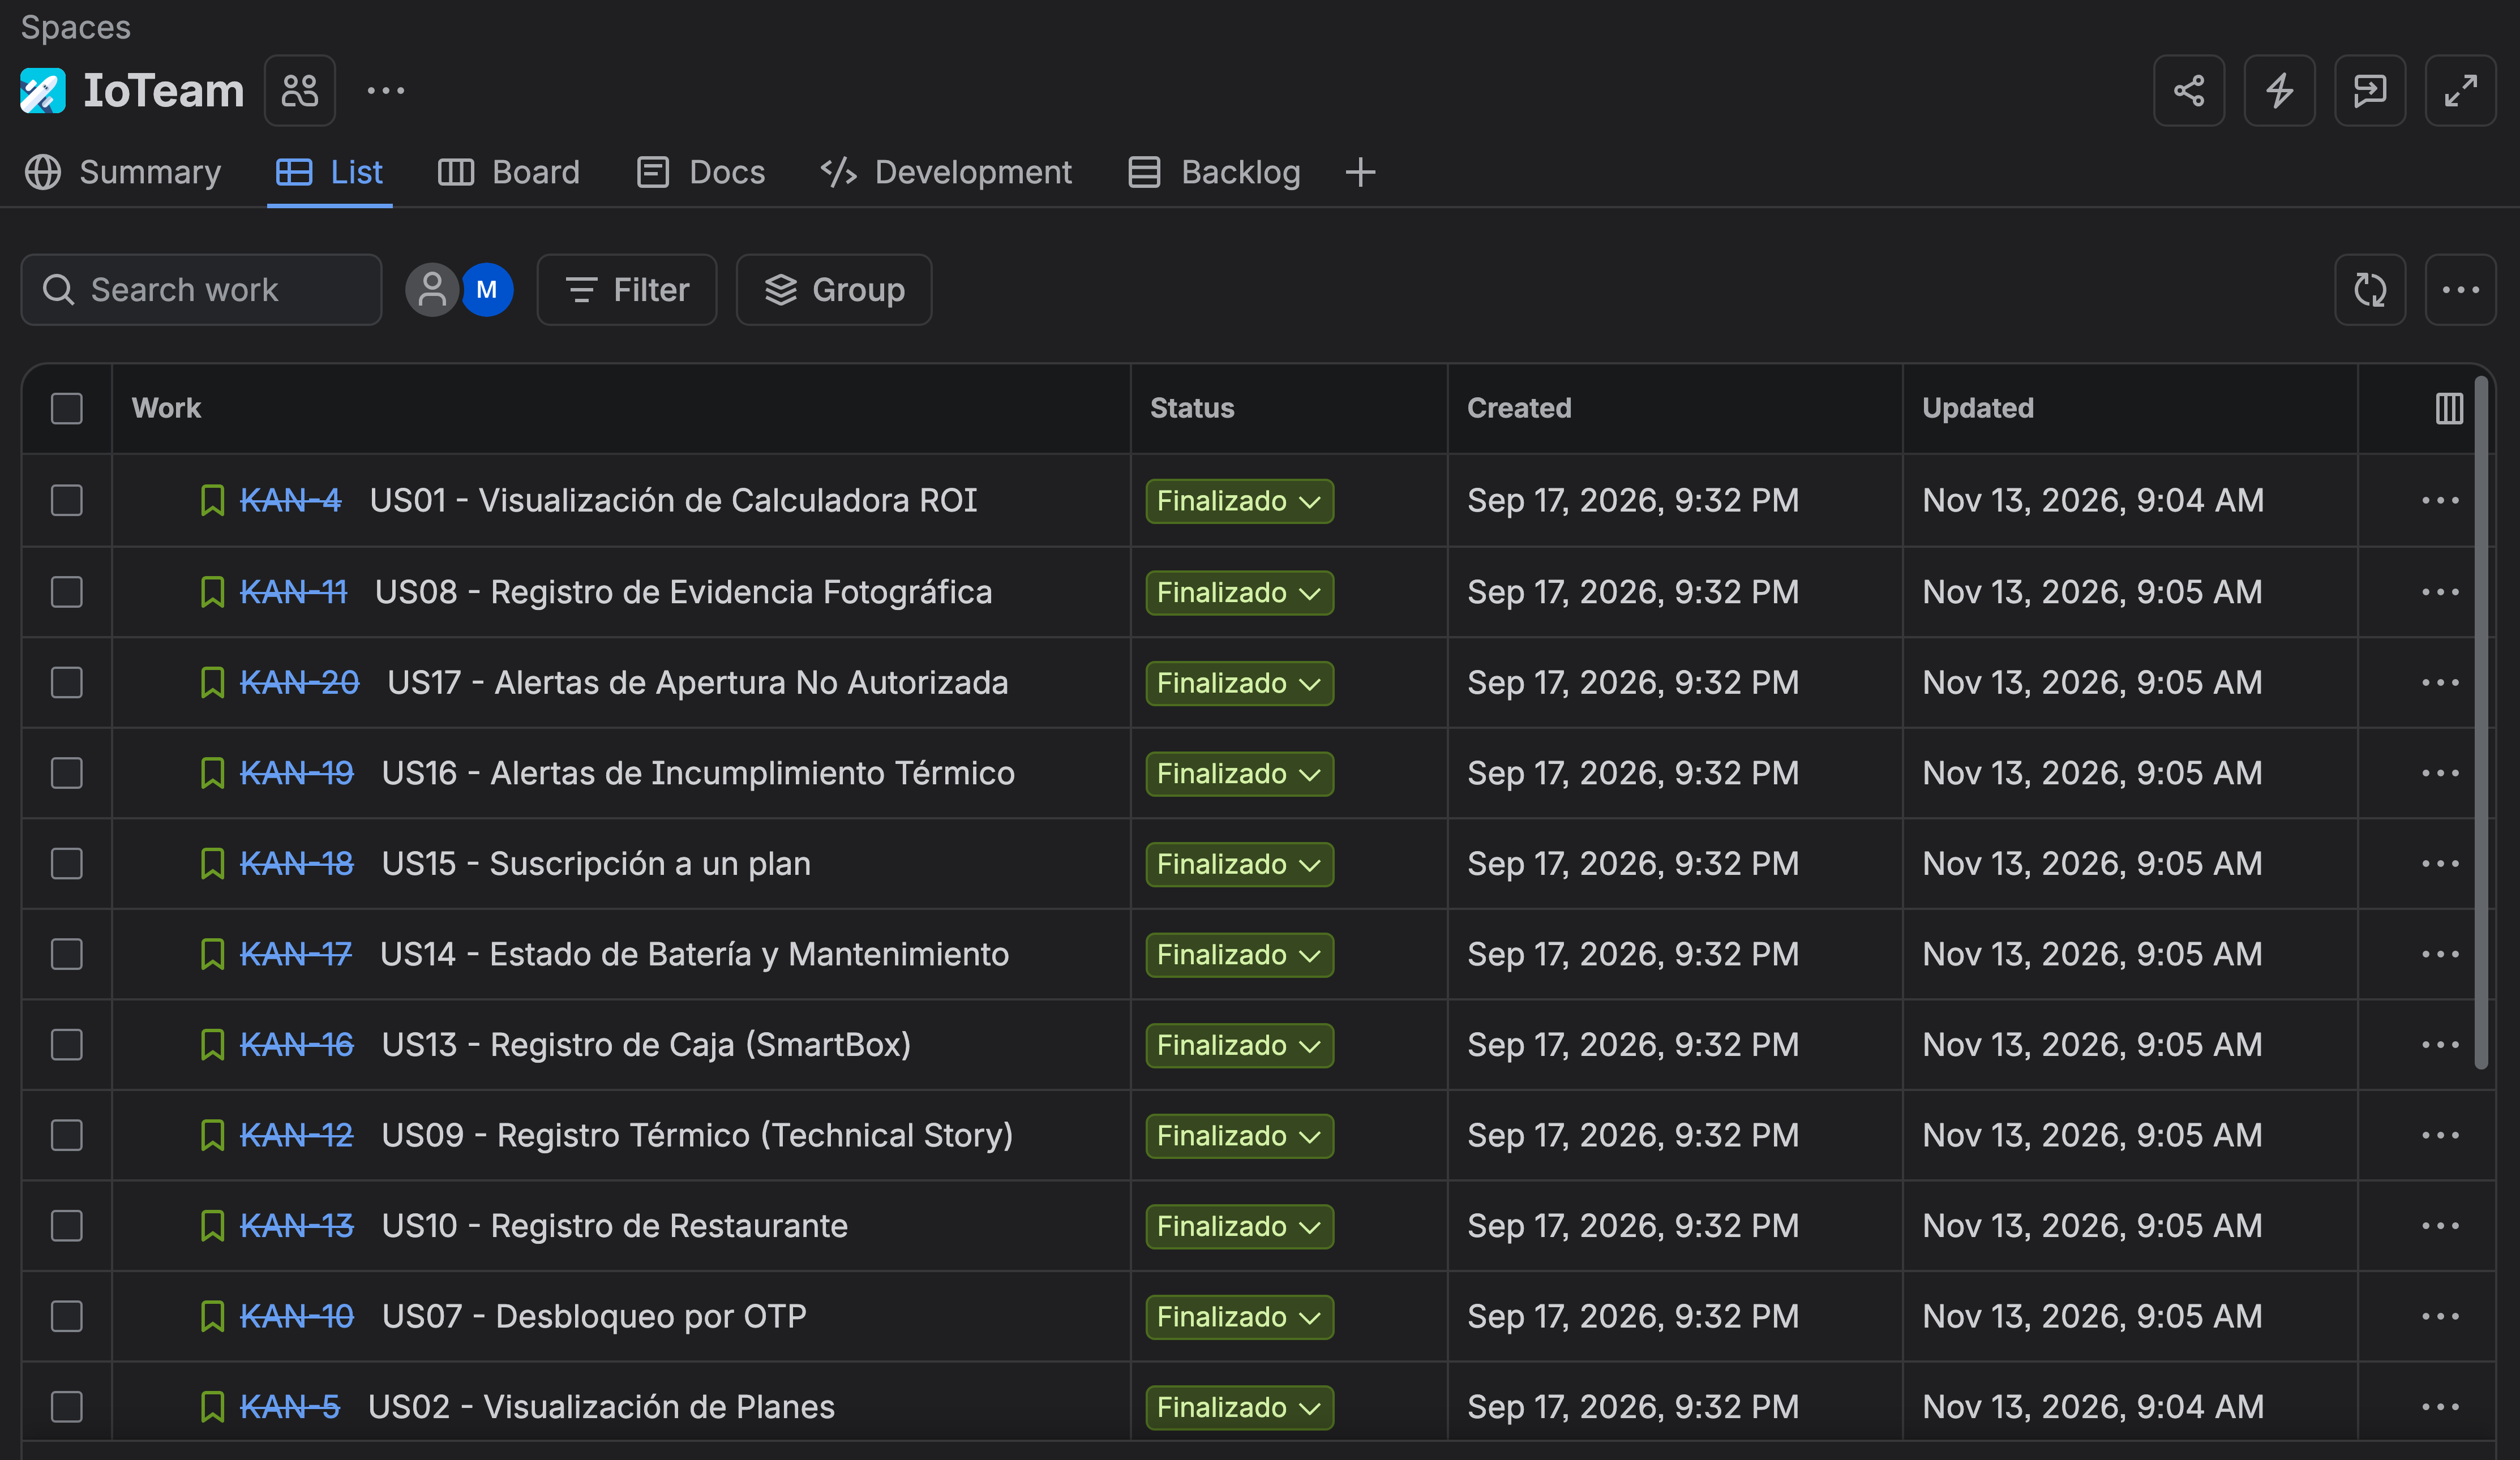 Spaces
IoTeam
Summary List Board Docs Development Backlog
Search work M Filter Group
Work Status Created Updated
KAN-4 US01 - Visualización de Calculadora ROI Finalizado Sep 17, 2026, 9:32 PM Nov 13, 2026, 9:04 AM
KAN-11 US08 - Registro de Evidencia Fotográfica Finalizado Sep 17, 2026, 9:32 PM Nov 13, 2026, 9:05 AM
KAN-20 US17 - Alertas de Apertura No Autorizada Finalizado Sep 17, 2026, 9:32 PM Nov 13, 2026, 9:05 AM
KAN-19 US16 - Alertas de Incumplimiento Térmico Finalizado Sep 17, 2026, 9:32 PM Nov 13, 2026, 9:05 AM
KAN-18 US15 - Suscripción a un plan Finalizado Sep 17, 2026, 9:32 PM Nov 13, 2026, 9:05 AM
KAN-17 US14 - Estado de Batería y Mantenimiento Finalizado Sep 17, 2026, 9:32 PM Nov 13, 2026, 9:05 AM
KAN-16 US13 - Registro de Caja (SmartBox) Finalizado Sep 17, 2026, 9:32 PM Nov 13, 2026, 9:05 AM
KAN-12 US09 - Registro Térmico (Technical Story) Finalizado Sep 17, 2026, 9:32 PM Nov 13, 2026, 9:05 AM
KAN-13 US10 - Registro de Restaurante Finalizado Sep 17, 2026, 9:32 PM Nov 13, 2026, 9:05 AM
KAN-10 US07 - Desbloqueo por OTP Finalizado Sep 17, 2026, 9:32 PM Nov 13, 2026, 9:05 AM
KAN-5 US02 - Visualización de Planes Finalizado Sep 17, 2026, 9:32 PM Nov 13, 2026, 9:04 AM